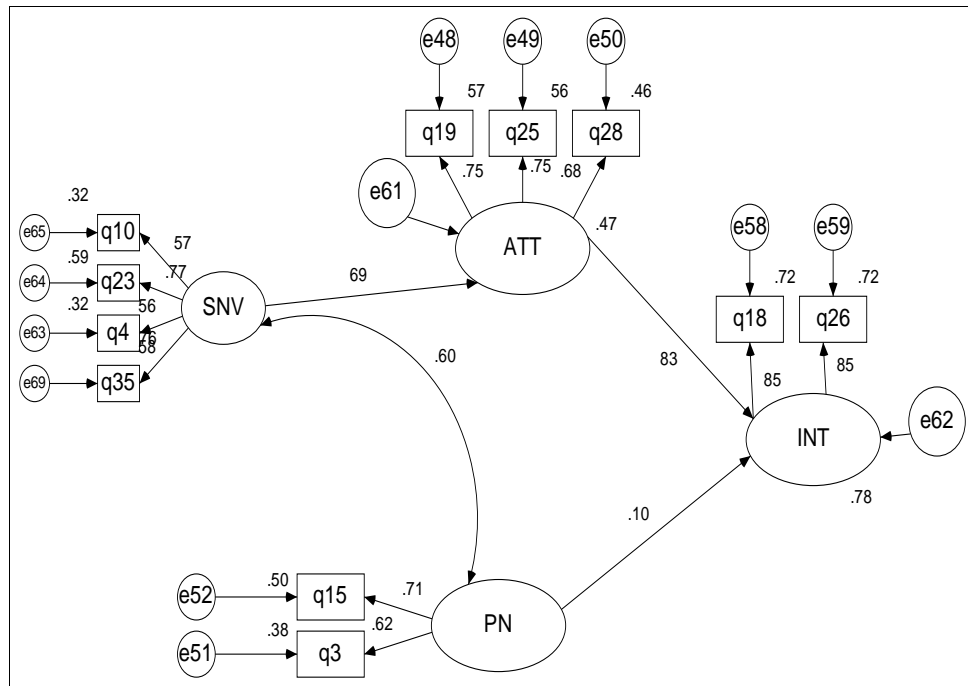 e48
e49
e50
57
56
.46
q19
q25
q28
.75
.75
.68
e61
ATT
.47
.32
e65
q10
57
.59
e64
q23
.77
.32
e63
q4
56
76
58
e69
q35
SNV
69
.60
83
e58
e59
.72
.72
q18
q26
85
85
INT
e62
.78
.10
e52
.50
q15
.71
PN
e51
.38
q3
.62